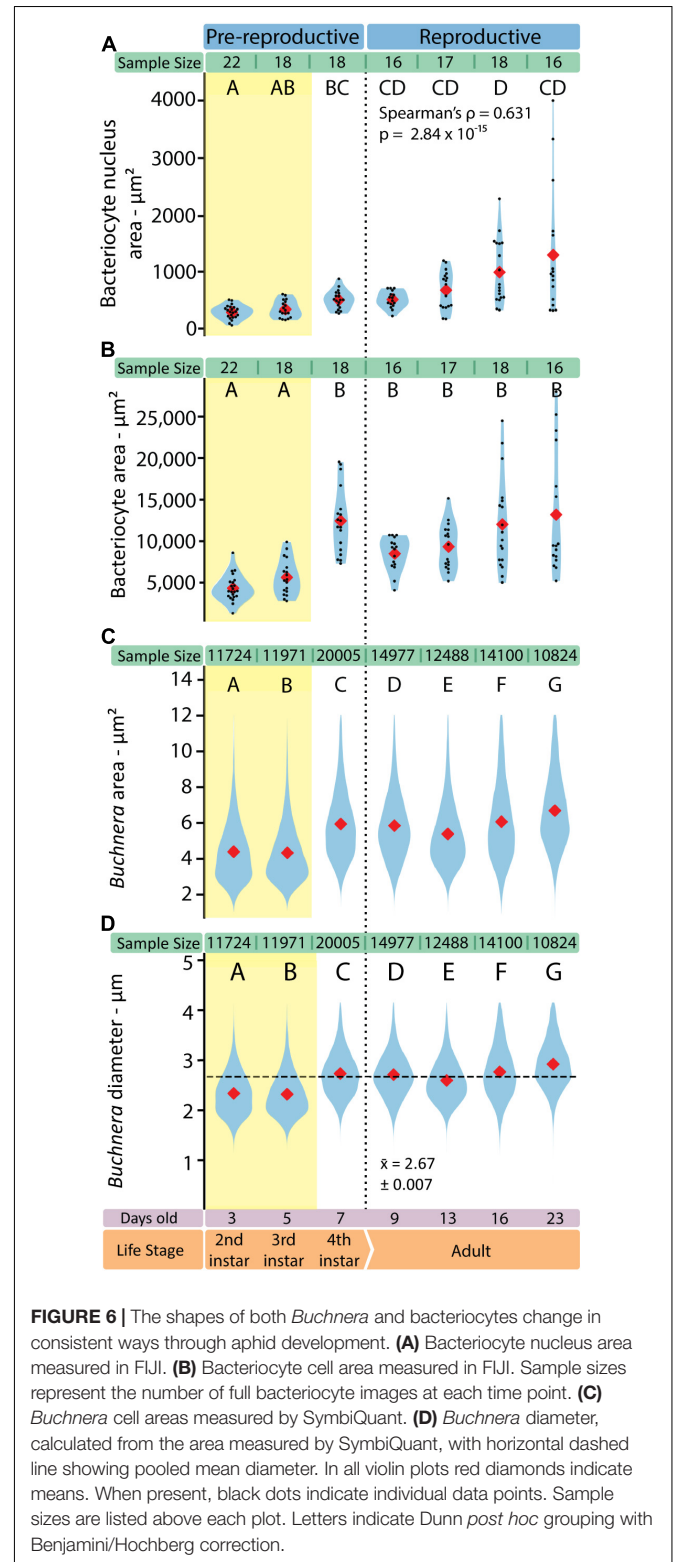 A
Pre-reproductive Reproductive
Sample Size 22 18 18 16 17 18 16
A AB BC CD CD D CD
Spearman's ρ = 0.631
p = 2.84 x 10⁻¹⁵
Bacteriocyte nucleus
area - µm²
4000
3000
2000
1000
0
B
Sample Size 22 18 18 16 17 18 16
A A B B B B B
Bacteriocyte area - µm²
25,000
20,000
15,000
10,000
5,000
C
Sample Size 11724 11971 20005 14977 12488 14100 10824
A B C D E F G
Buchnera area - µm²
14
12
10
8
6
4
2
D
Sample Size 11724 11971 20005 14977 12488 14100 10824
A B C D E F G
Buchnera diameter - µm
5
4
3
2
1
x̄ = 2.67
± 0.007
Days old 3 5 7 9 13 16 23
Life Stage 2nd instar 3rd instar 4th instar Adult
FIGURE 6 | The shapes of both Buchnera and bacteriocytes change in
consistent ways through aphid development. (A) Bacteriocyte nucleus area
measured in FIJI. (B) Bacteriocyte cell area measured in FIJI. Sample sizes
represent the number of full bacteriocyte images at each time point. (C)
Buchnera cell areas measured by SymbiQuant. (D) Buchnera diameter,
calculated from the area measured by SymbiQuant, with horizontal dashed
line showing pooled mean diameter. In all violin plots red diamonds indicate
means. When present, black dots indicate individual data points. Sample
sizes are listed above each plot. Letters indicate Dunn post hoc grouping with
Benjamini/Hochberg correction.